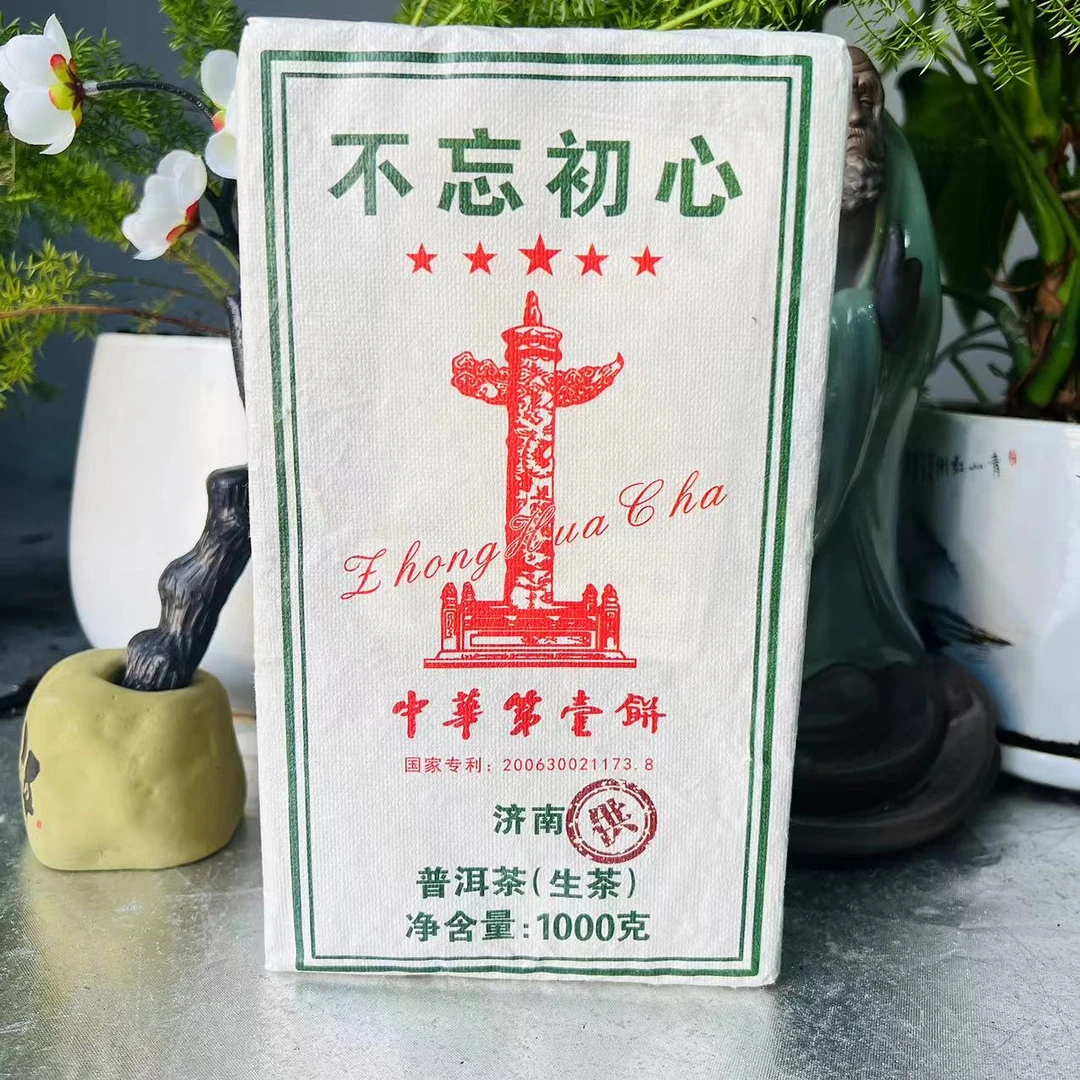 不忘初心
Zhong Hua Cha
中華第壹餅
国家专利：200630021173.8
济南
洪
普洱茶（生茶）
净含量：1000克